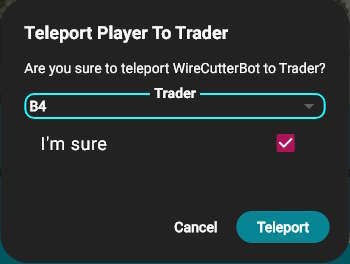 Teleport Player To Trader
Are you sure to teleport WireCutterBot to Trader?
Trader
B4
I'm sure
Cancel Teleport